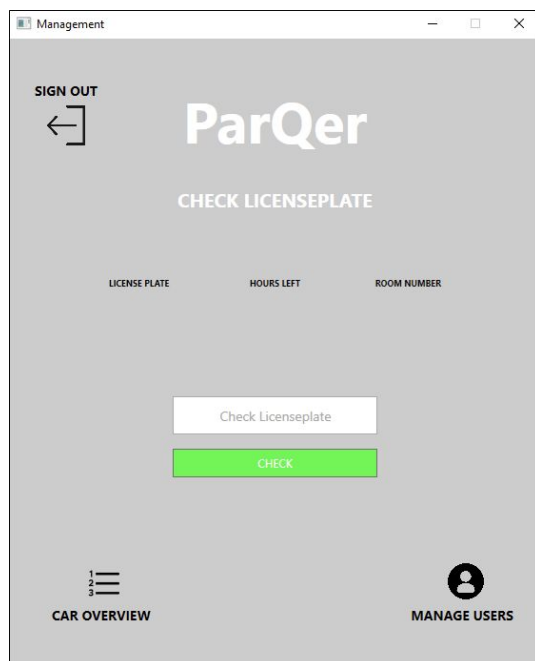 Management
SIGN OUT
ParQer
CHECK LICENSEPLATE
LICENSE PLATE HOURS LEFT ROOM NUMBER
Check Licenseplate
CHECK
1
2
3
CAR OVERVIEW MANAGE USERS